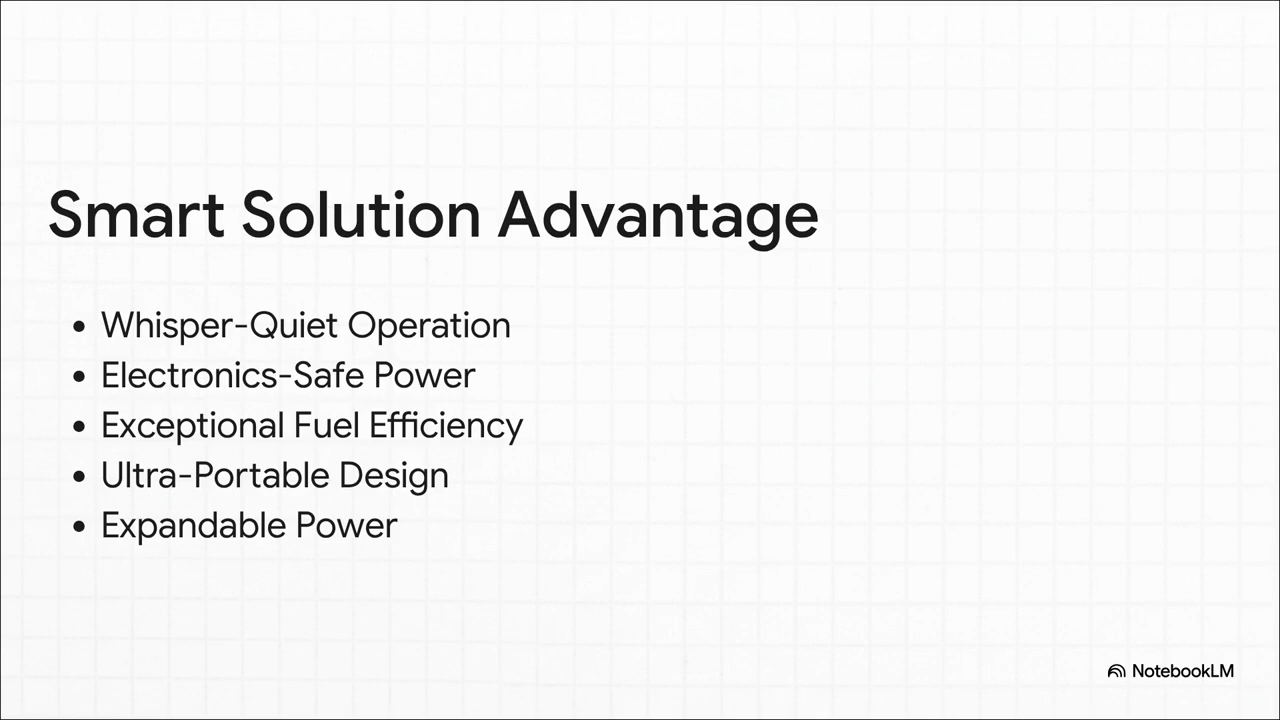 Smart Solution Advantage
• Whisper-Quiet Operation
• Electronics-Safe Power
• Exceptional Fuel Efficiency
• Ultra-Portable Design
• Expandable Power
NotebookLM